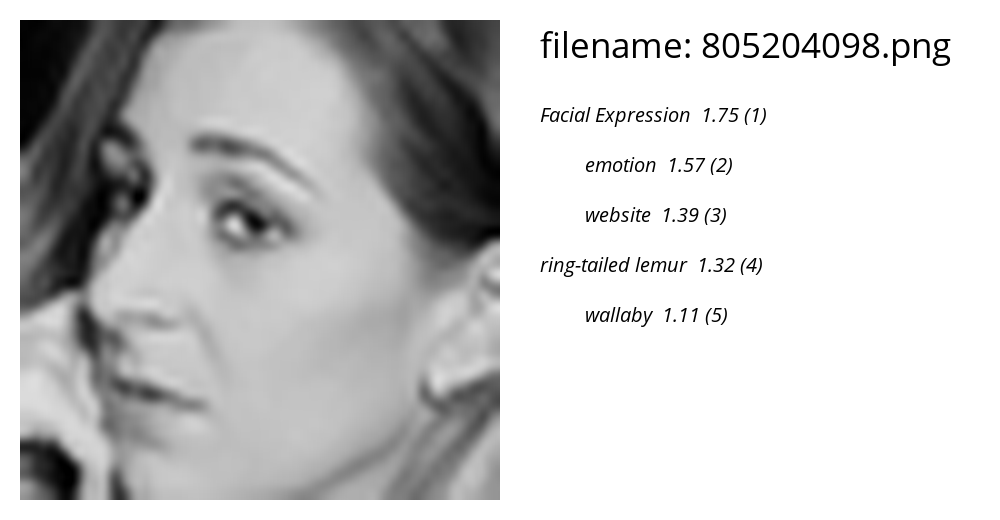 filename: 805204098.png
Facial Expression 1.75 (1)
emotion 1.57 (2)
website 1.39 (3)
ring-tailed lemur 1.32 (4)
wallaby 1.11 (5)